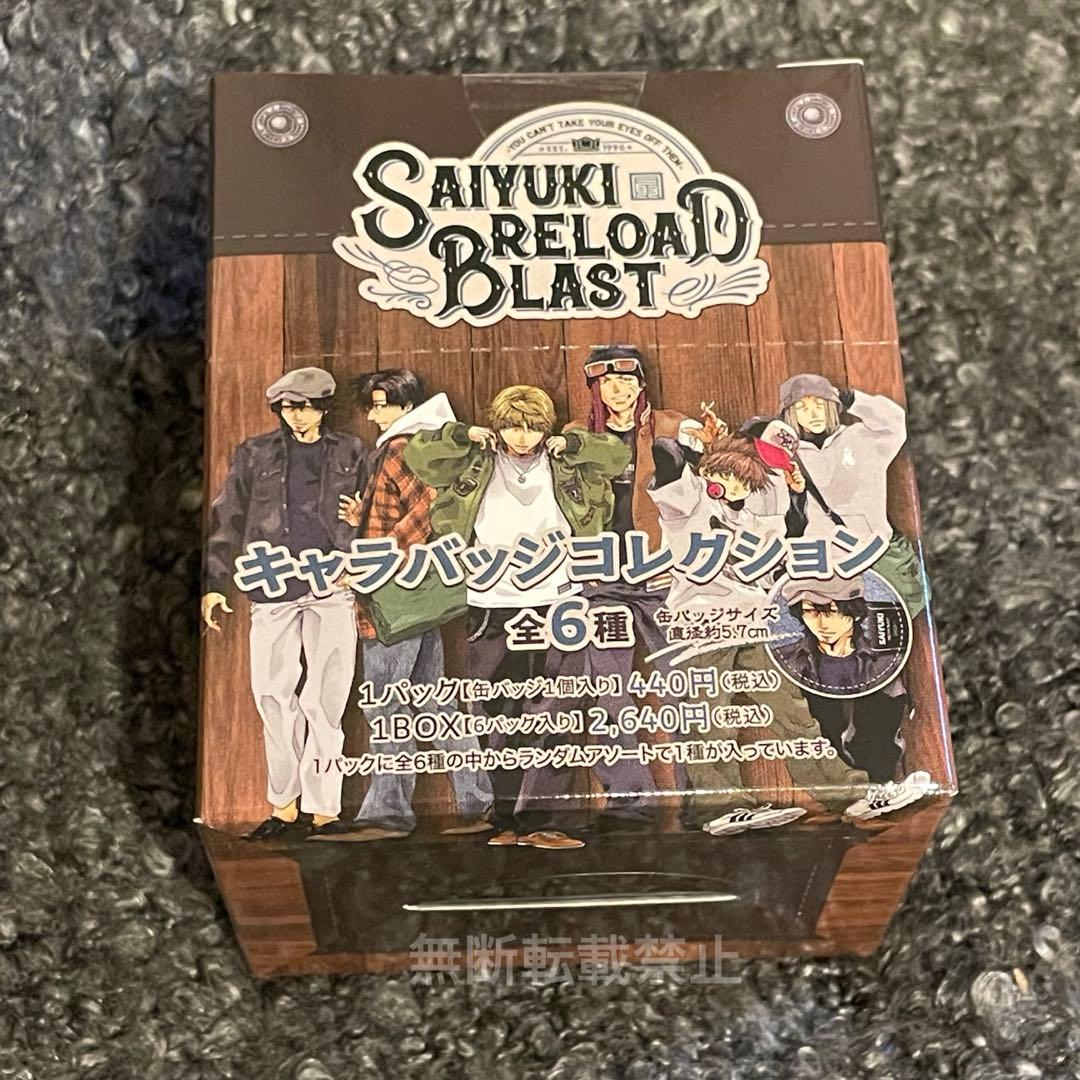 YOU CAN'T TAKE YOUR EYES OFF THEM
EST. 1996
SAIYUKI
RELOAD
BLAST
キャラバッジコレクション
全6種
缶バッジサイズ
直径約5.7cm
SAIYUKI
1パック【缶バッジ1個入り】440円(税込)
1BOX【6パック入り】2,640円(税込)
1パックに全6種の中からランダムアソートで1種が入っています。
無断転載禁止